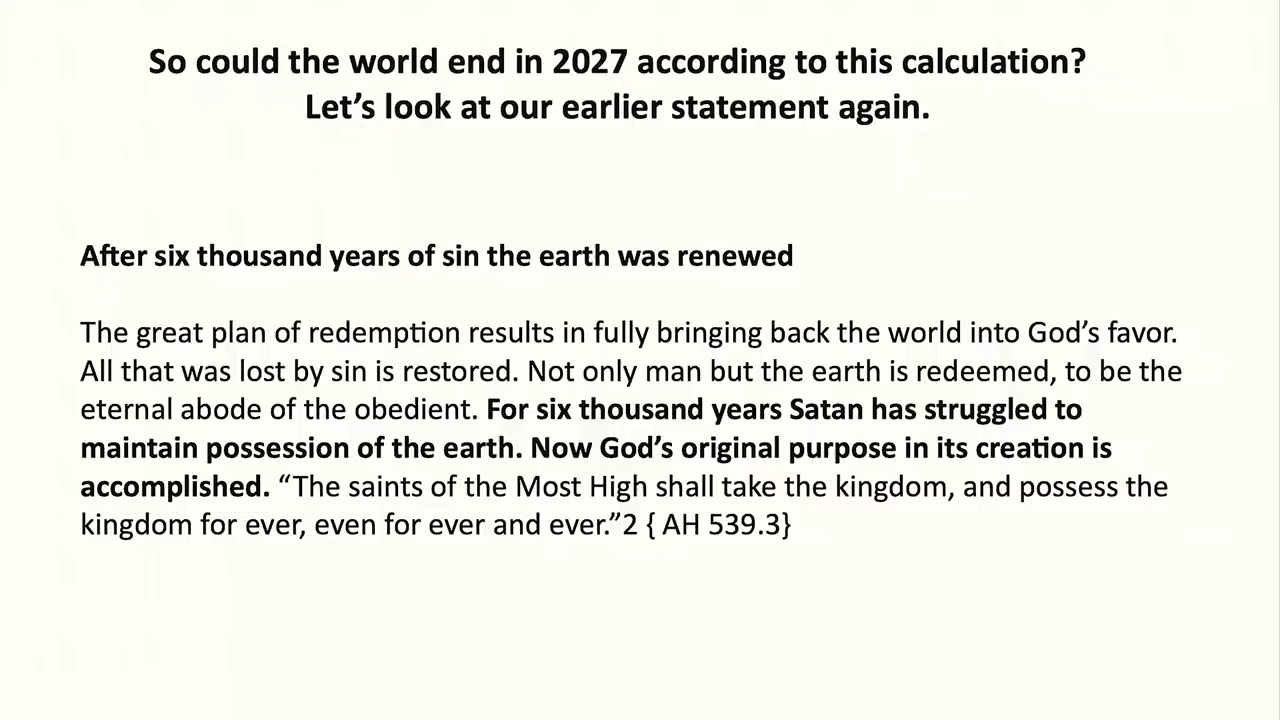 So could the world end in 2027 according to this calculation?
Let’s look at our earlier statement again.
After six thousand years of sin the earth was renewed
The great plan of redemption results in fully bringing back the world into God’s favor.
All that was lost by sin is restored. Not only man but the earth is redeemed, to be the
eternal abode of the obedient. For six thousand years Satan has struggled to
maintain possession of the earth. Now God’s original purpose in its creation is
accomplished. “The saints of the Most High shall take the kingdom, and possess the
kingdom for ever, even for ever and ever.”2 { AH 539.3}